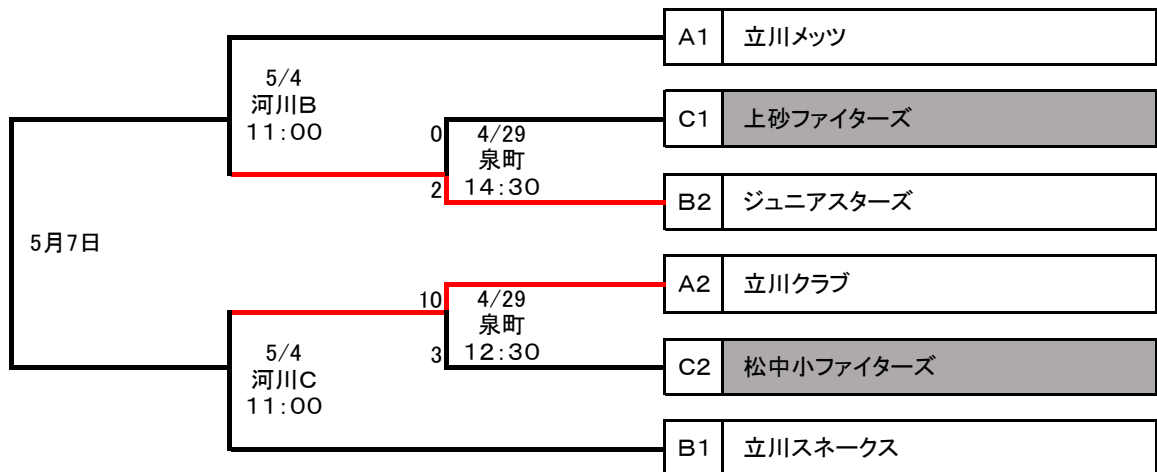 A1 立川メッツ
5/4
河川B
11:00
C1 上砂ファイターズ
0
4/29
泉町
14:30
2
B2 ジュニアスターズ
5月7日
A2 立川クラブ
10
4/29
泉町
12:30
3
5/4
河川C
11:00
C2 松中小ファイターズ
B1 立川スネークス